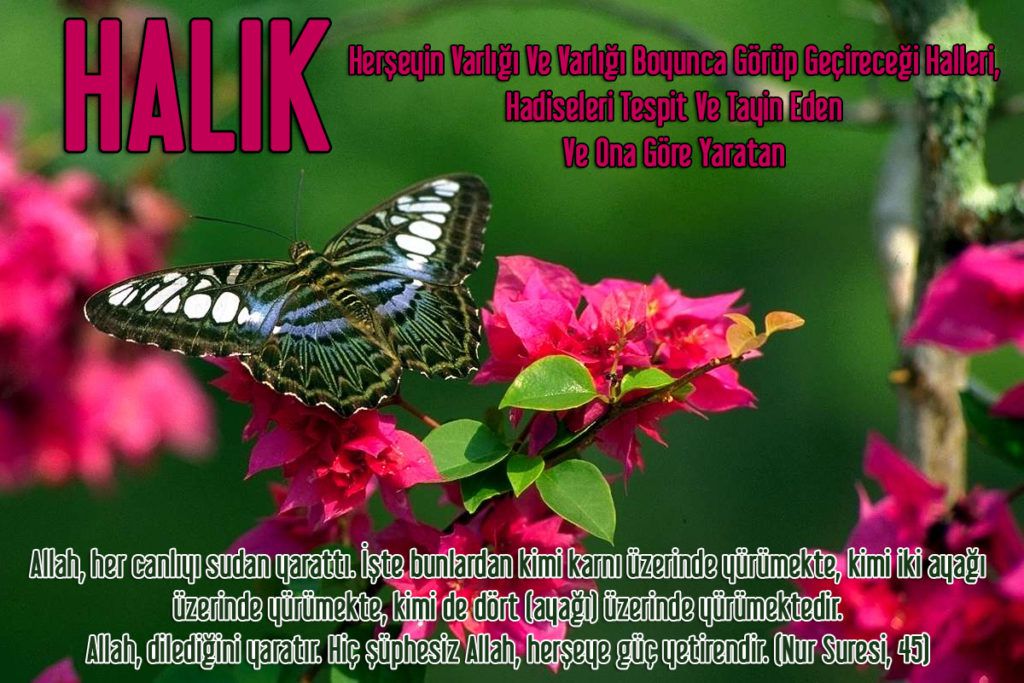 HALIK
Herşeyin Varlığı Ve Varlığı Boyunca Görüp Geçireceği Halleri,
Hadiseleri Tespit Ve Tayin Eden
Ve Ona Göre Yaratan
Allah, her canlıyı sudan yarattı. İşte bunlardan kimi karnı üzerinde yürümekte, kimi iki ayağı
üzerinde yürümekte, kimi de dört (ayağı) üzerinde yürümektedir.
Allah, dilediğini yaratır. Hiç şüphesiz Allah, herşeye güç yetirendir. (Nur Suresi, 45)